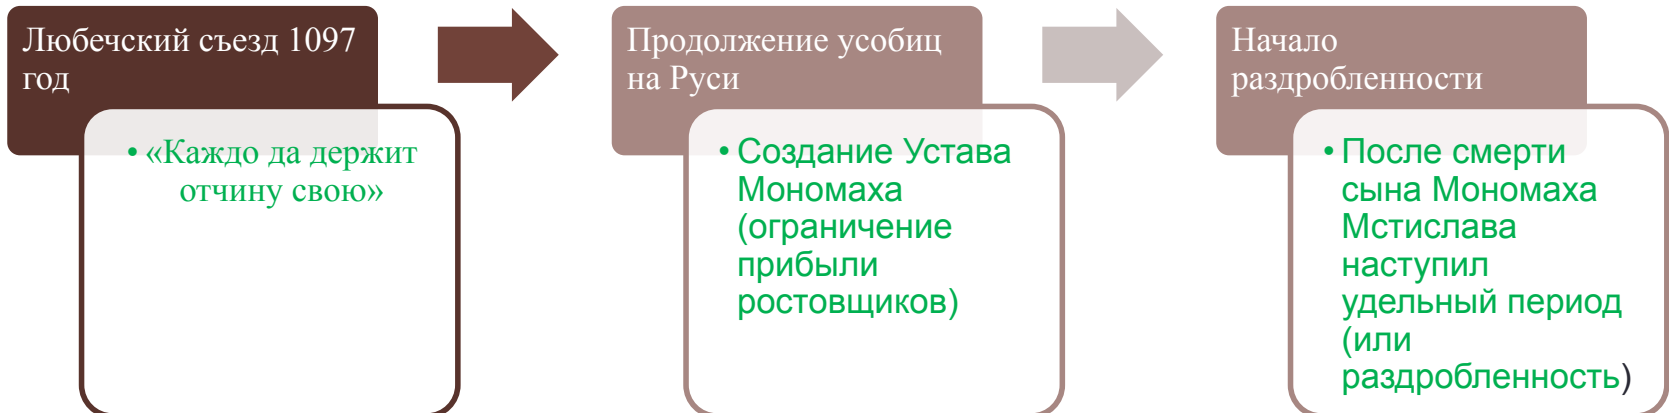 Любечский съезд 1097
год
• «Каждо да держит
отчину свою»
Продолжение усобиц
на Руси
• Создание Устава
Мономаха
(ограничение
прибыли
ростовщиков)
Начало
раздробленности
• После смерти
сына Мономаха
Мстислава
наступил
удельный период
(или
раздробленность)